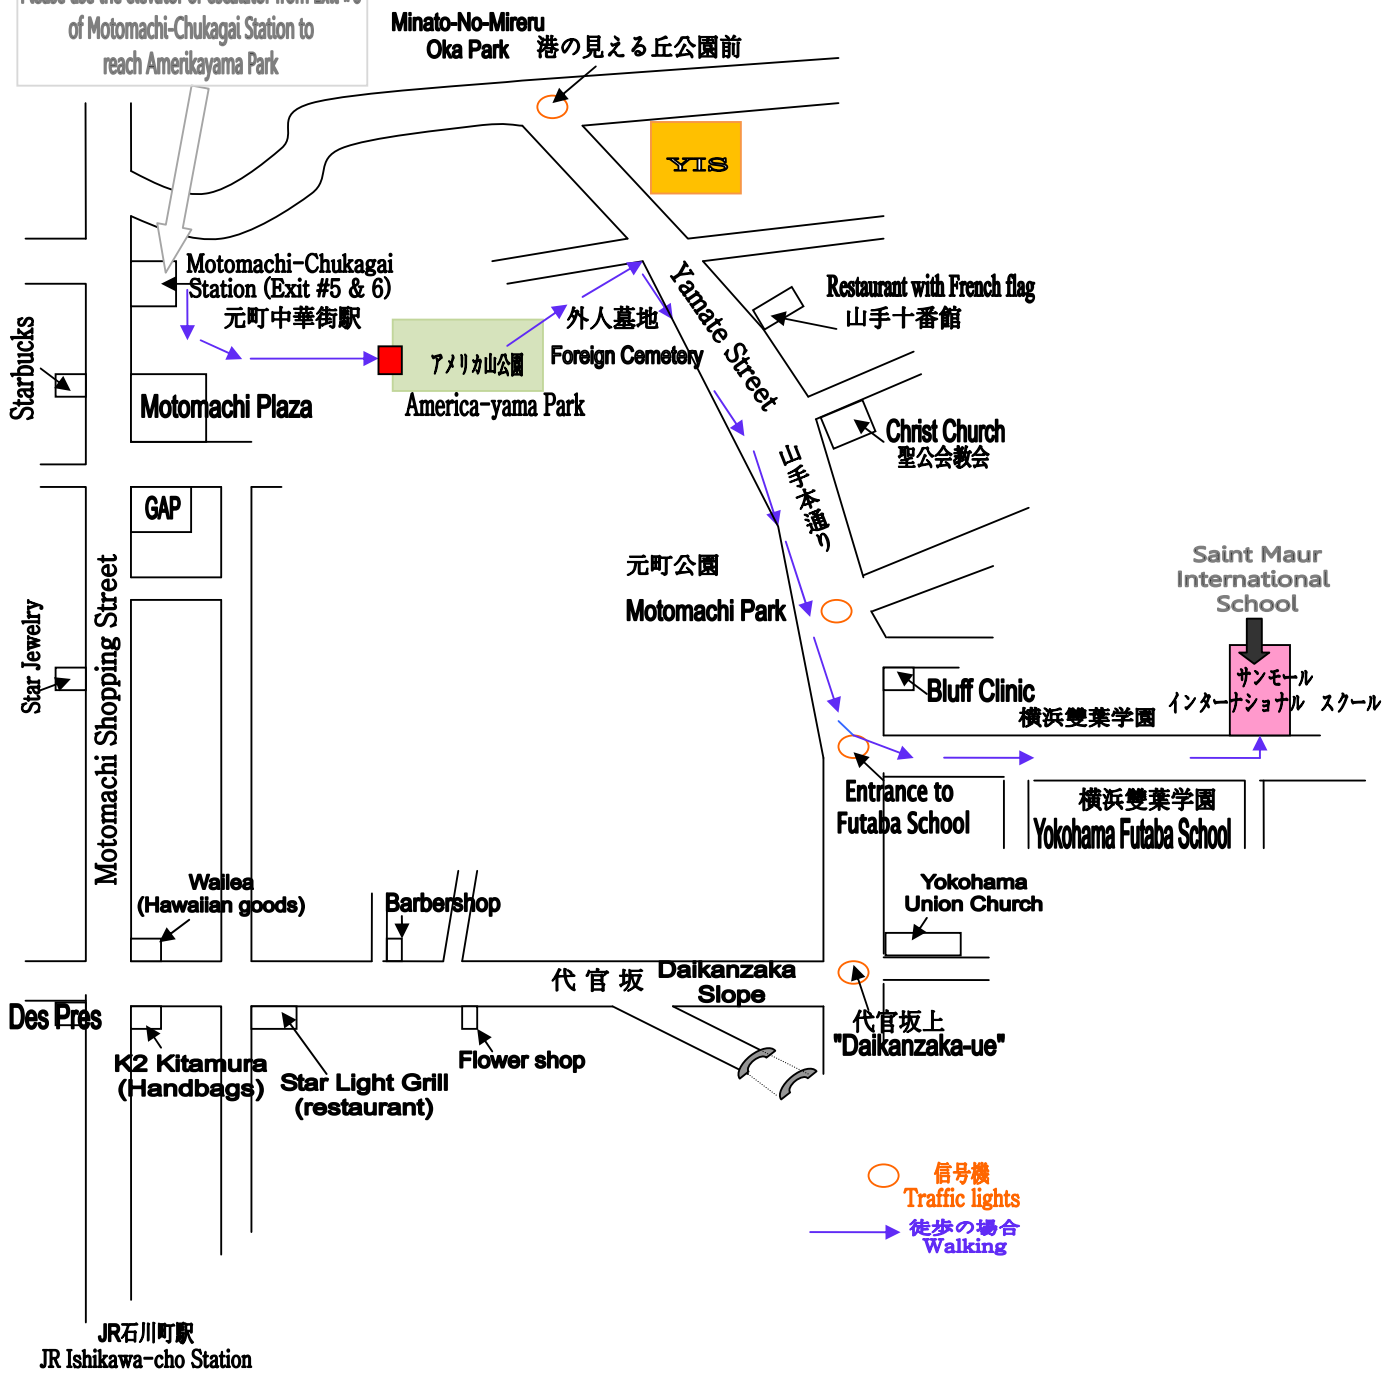 of Motomachi-Chukagai Station to
reach Amerikayama Park
Minato-No-Mireru
Oka Park
港の見える丘公園前
YIS
Motomachi-Chukagai
Station (Exit #5 & 6)
元町中華街駅
Starbucks
Motomachi Plaza
アメリカ山公園
America-yama Park
外人墓地
Foreign Cemetery
Yamate Street
山手本通り
Restaurant with French flag
山手十番館
Christ Church
聖公会教会
GAP
元町公園
Motomachi Park
Saint Maur
International
School
サンモール
インターナショナル スクール
Star Jewelry
Motomachi Shopping Street
Bluff Clinic
横浜雙葉学園
Entrance to
Futaba School
横浜雙葉学園
Yokohama Futaba School
Wailea
(Hawaiian goods)
Barbershop
Yokohama
Union Church
代官坂
Daikanzaka
Slope
Des Pres
代官坂上
"Daikanzaka-ue"
K2 Kitamura
(Handbags)
Star Light Grill
(restaurant)
Flower shop
信号機
Traffic lights
徒歩の場合
Walking
JR石川町駅
JR Ishikawa-cho Station